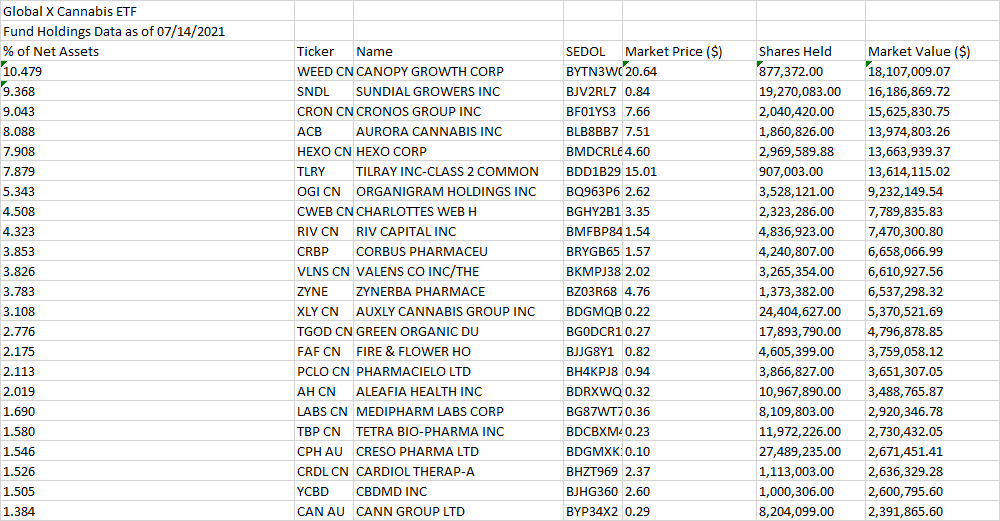 Global X Cannabis ETF
Fund Holdings Data as of 07/14/2021
% of Net Assets Ticker Name SEDOL Market Price ($) Shares Held Market Value ($)
10.479 WEED CN CANOPY GROWTH CORP BYTN3W 20.64 877,372.00 18,107,009.07
9.368 SNDL SUNDIAL GROWERS INC BJV2RL7 0.84 19,270,083.00 16,186,869.72
9.043 CRON CN CRONOS GROUP INC BF01YS3 7.66 2,040,420.00 15,625,830.75
8.088 ACB AURORA CANNABIS INC BLB8BB7 7.51 1,860,826.00 13,974,803.26
7.908 HEXO CN HEXO CORP BMDCRL6 4.60 2,969,589.88 13,663,939.37
7.879 TLRY TILRAY INC-CLASS 2 COMMON BDD1B29 15.01 907,003.00 13,614,115.02
5.343 OGI CN ORGANIGRAM HOLDINGS INC BQ963P6 2.62 3,528,121.00 9,232,149.54
4.508 CWEB CN CHARLOTTES WEB H BGHY2B1 3.35 2,323,286.00 7,789,835.83
4.323 RIV CN RIV CAPITAL INC BMFBP84 1.54 4,836,923.00 7,470,300.80
3.853 CRBP CORBUS PHARMACEU BRYGB65 1.57 4,240,807.00 6,658,066.99
3.826 VLNS CN VALENS CO INC/THE BKMPJ38 2.02 3,265,354.00 6,610,927.56
3.783 ZYNE ZYNERBA PHARMACE BZ03R68 4.76 1,373,382.00 6,537,298.32
3.108 XLY CN AUXLY CANNABIS GROUP INC BDGMQB 0.22 24,404,627.00 5,370,521.69
2.776 TGOD CN GREEN ORGANIC DU BG0DCR1 0.27 17,893,790.00 4,796,878.85
2.175 FAF CN FIRE & FLOWER HO BJJG8Y1 0.82 4,605,399.00 3,759,058.12
2.113 PCLO CN PHARMACIELO LTD BH4KPJ8 0.94 3,866,827.00 3,651,307.05
2.019 AH CN ALEAFIA HEALTH INC BDRXWQ 0.32 10,967,890.00 3,488,765.87
1.690 LABS CN MEDIPHARM LABS CORP BG87WT7 0.36 8,109,803.00 2,920,346.78
1.580 TBP CN TETRA BIO-PHARMA INC BDCBXM4 0.23 11,972,226.00 2,730,432.05
1.546 CPH AU CRESO PHARMA LTD BDGMXK 0.10 27,489,235.00 2,671,451.41
1.526 CRDL CN CARDIOL THERAP-A BHZT969 2.37 1,113,003.00 2,636,329.28
1.505 YCBD CBDMD INC BJHG360 2.60 1,000,306.00 2,600,795.60
1.384 CAN AU CANN GROUP LTD BYP34X2 0.29 8,204,099.00 2,391,865.60